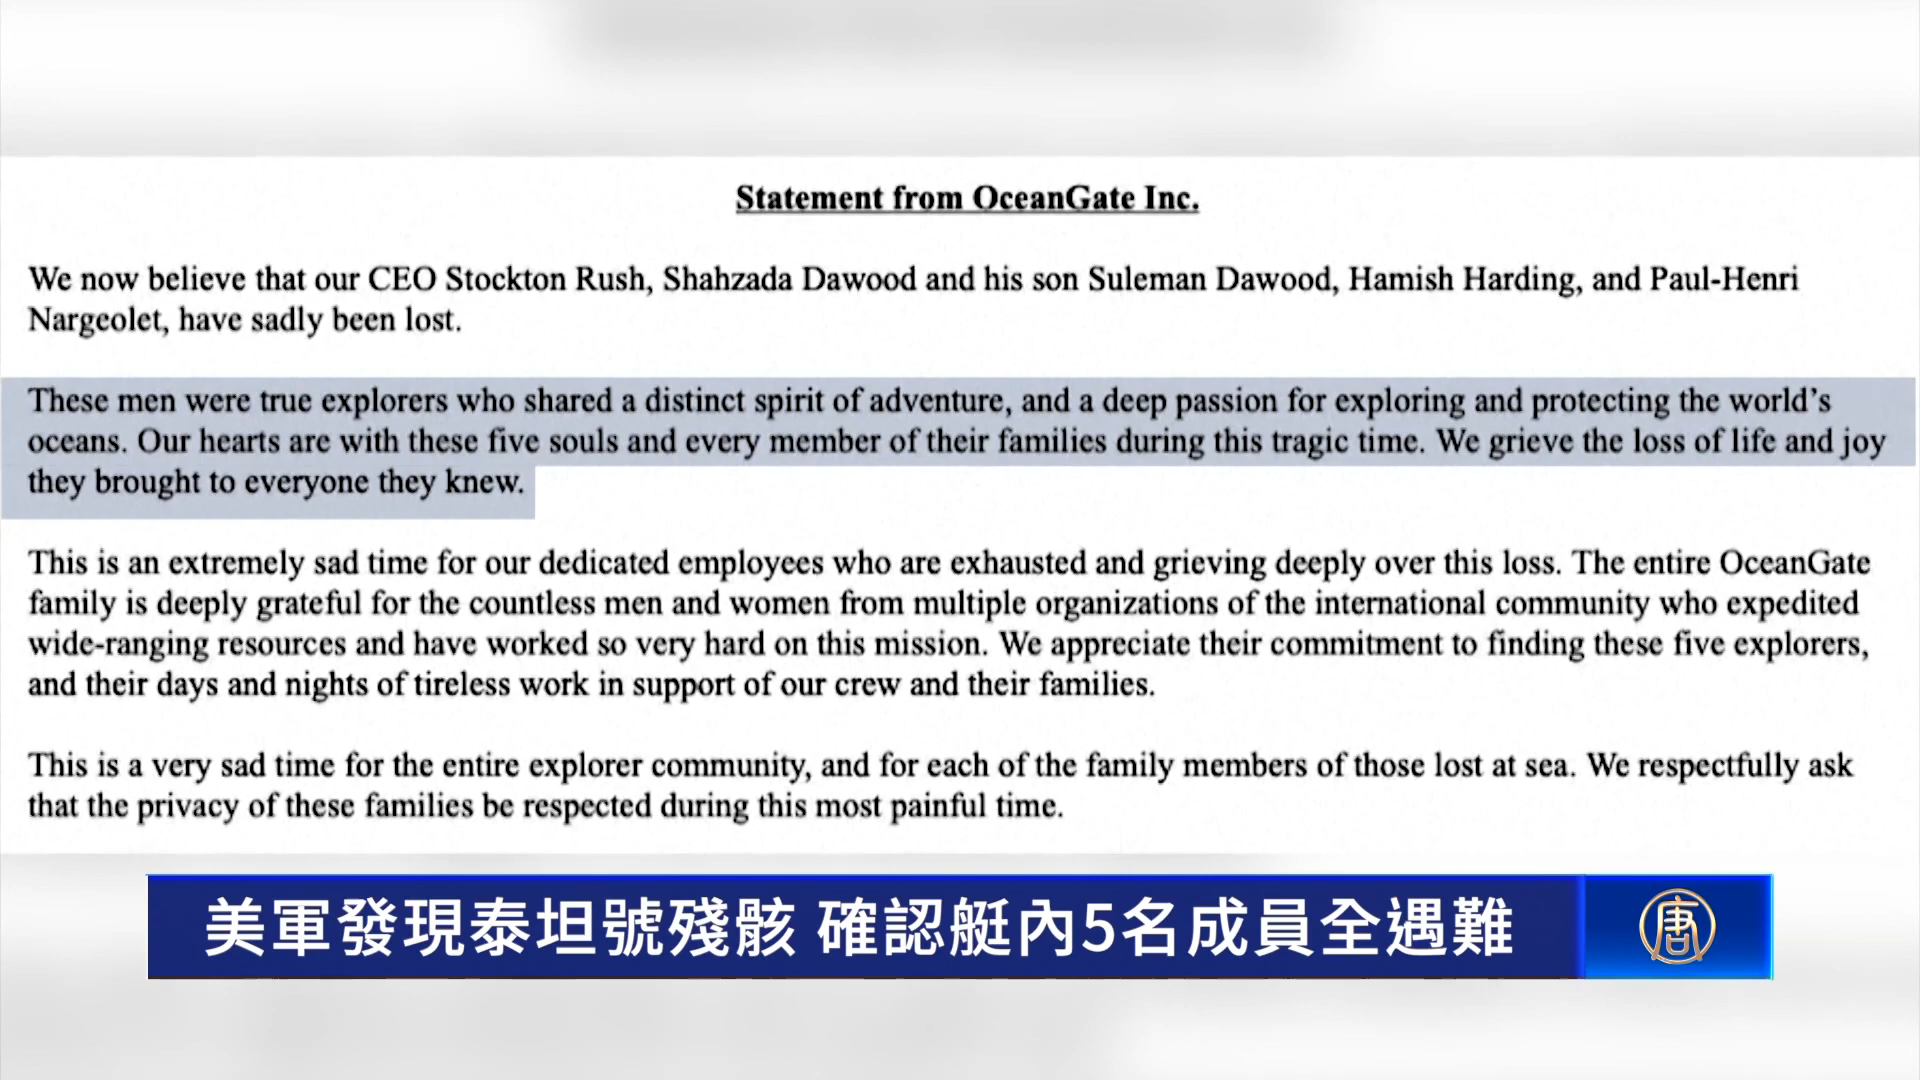 Statement from OceanGate Inc.
We now believe that our CEO Stockton Rush, Shahzada Dawood and his son Suleman Dawood, Hamish Harding, and Paul-Henri
Nargeolet, have sadly been lost.
These men were true explorers who shared a distinct spirit of adventure, and a deep passion for exploring and protecting the world’s
oceans. Our hearts are with these five souls and every member of their families during this tragic time. We grieve the loss of life and joy
they brought to everyone they knew.
This is an extremely sad time for our dedicated employees who are exhausted and grieving deeply over this loss. The entire OceanGate
family is deeply grateful for the countless men and women from multiple organizations of the international community who expedited
wide-ranging resources and have worked so very hard on this mission. We appreciate their commitment to finding these five explorers,
and their days and nights of tireless work in support of our crew and their families.
This is a very sad time for the entire explorer community, and for each of the family members of those lost at sea. We respectfully ask
that the privacy of these families be respected during this most painful time.
美軍發現泰坦號殘骸 確認艇內5名成員全遇難
唐